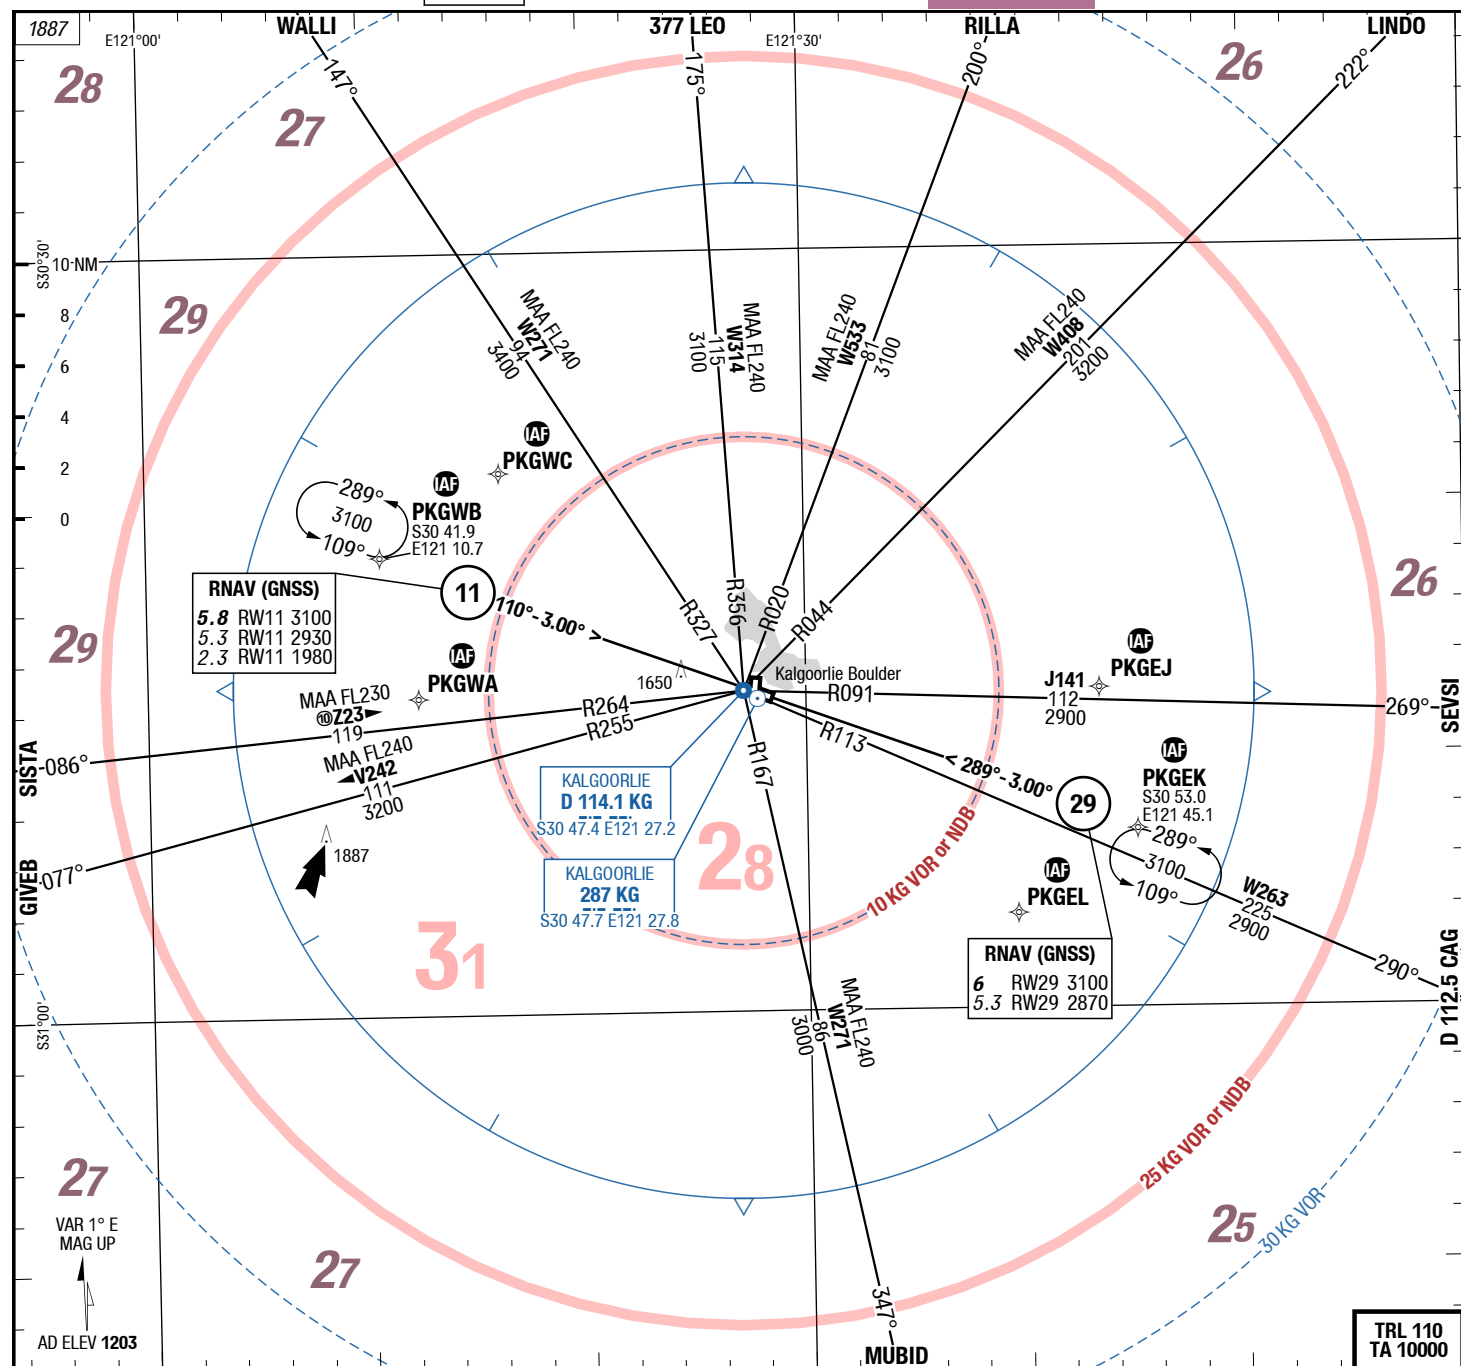 1887
WALLI
377 LEO
RILLA
LINDO
E121°00'
E121°30'
28
27
26
147°
175°
200°
222°
S30°30'
10 NM
8
6
4
2
0
29
MAA FL240
W271
94
3400
MAA FL240
W314
115
3100
MAA FL240
W533
81
3100
MAA FL240
W408
201
3200
IAF
PKGWC
IAF
PKGWB
S30 41.9
E121 10.7
289°
3100
109°
RNAV (GNSS)
5.8 RW11 3100
5.3 RW11 2930
2.3 RW11 1980
11
110°-3.00° >
R327
R356
R020
R044
26
29
IAF
PKGWA
1650
Kalgoorlie Boulder
R091
J141
112
2900
IAF
PKGEJ
269°
SEVSI
MAA FL230
⑩Z23
119
R264
R255
R167
R113
SISTA
086°
MAA FL240
V242
111
3200
GIVEB
077°
1887
KALGOORLIE
D 114.1 KG
S30 47.4 E121 27.2
KALGOORLIE
287 KG
S30 47.7 E121 27.8
28
31
< 289°-3.00°
29
IAF
PKGEK
S30 53.0
E121 45.1
289°
3100
109°
W263
225
2900
290°
D 112.5 CAG
IAF
PKGEL
RNAV (GNSS)
6 RW29 3100
5.3 RW29 2870
10 KG VOR or NDB
S31°00'
MAA FL240
W271
86
3000
25 KG VOR or NDB
30 KG VOR
27
27
25
VAR 1° E
MAG UP
AD ELEV 1203
347°
MUBID
TRL 110
TA 10000